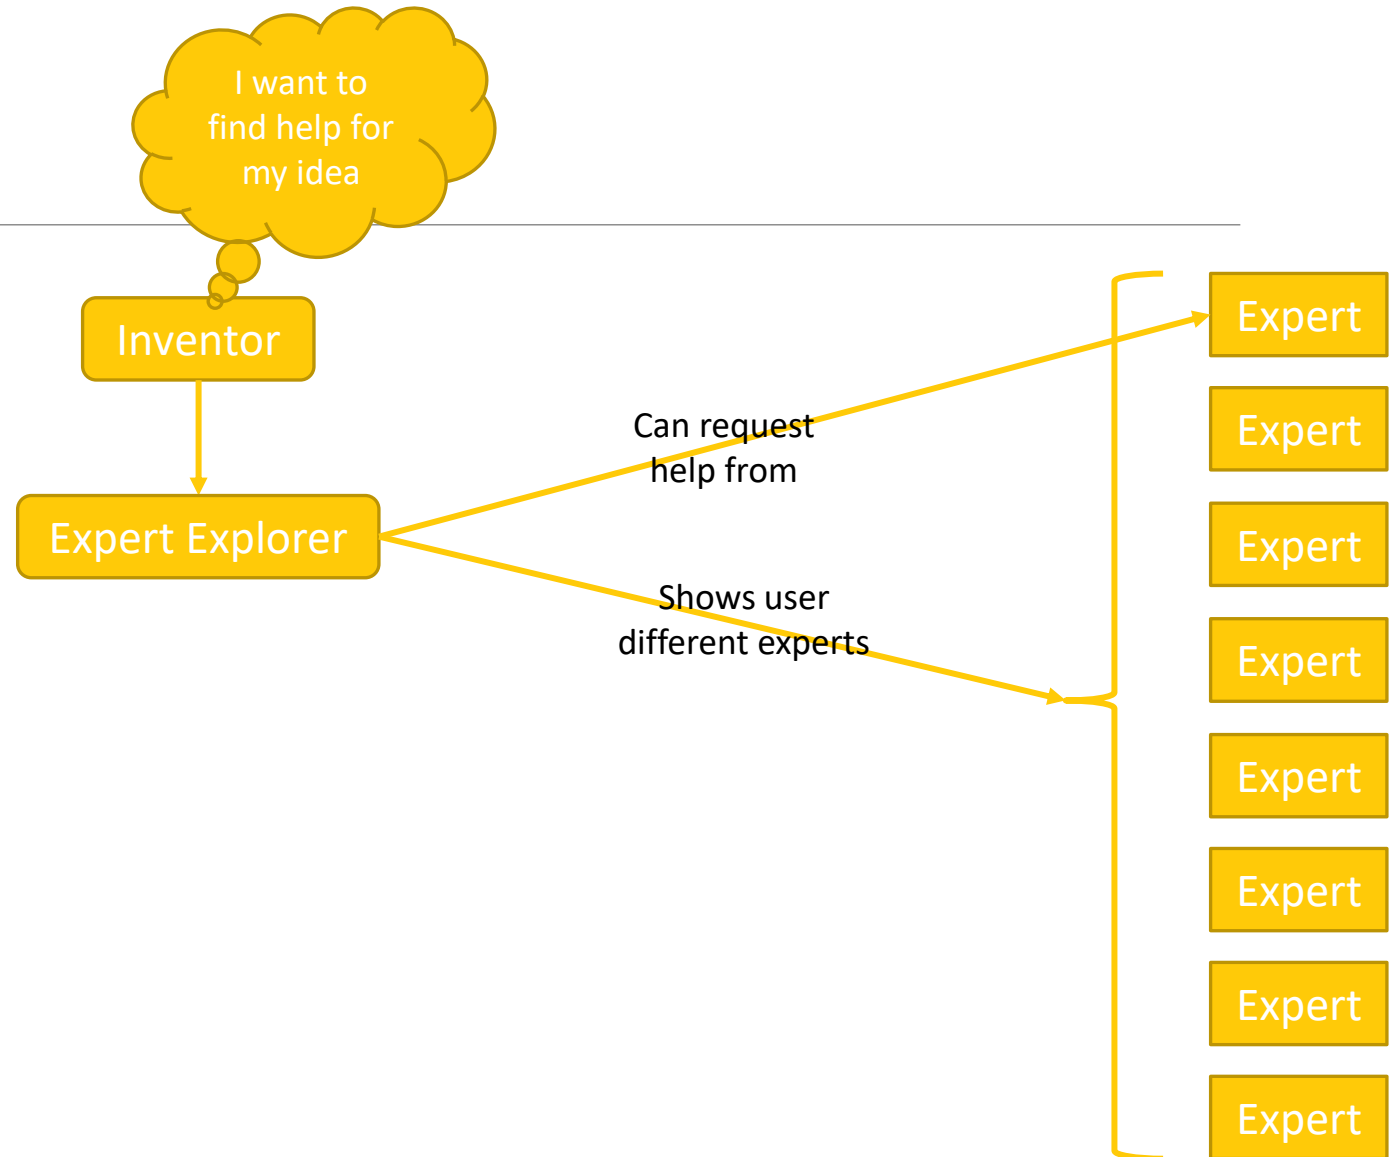 I want to
find help for
my idea
Inventor
Expert Explorer
Can request
help from
Shows user
different experts
Expert
Expert
Expert
Expert
Expert
Expert
Expert
Expert